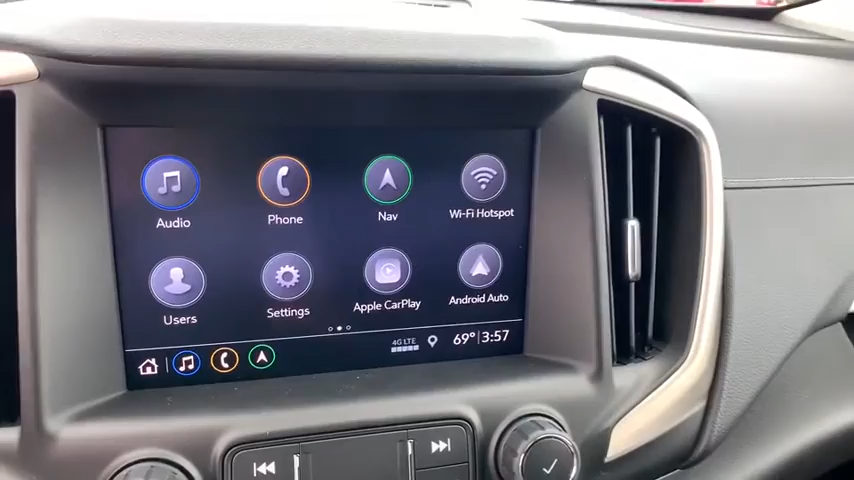 Audio
Phone
Nav
Wi-Fi Hotspot
Users
Settings
Apple CarPlay
Android Auto
4G LTE
69° 3:57